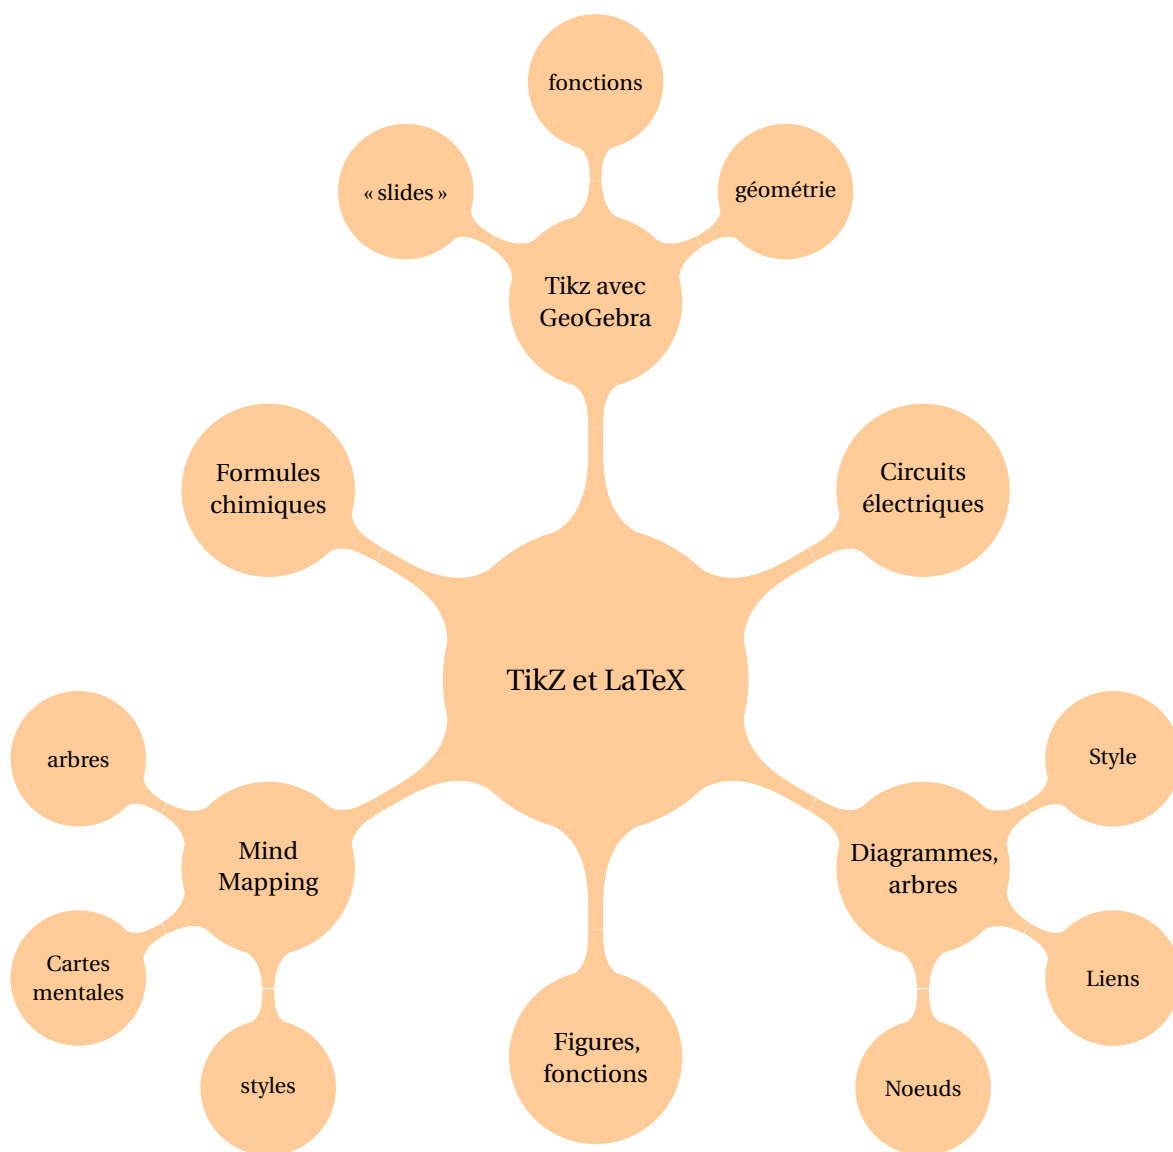 fonctions
« slides »
géométrie
Tikz avec
GeoGebra
Formules
chimiques
Circuits
électriques
TikZ et LaTeX
arbres
Style
Mind
Mapping
Diagrammes,
arbres
Cartes
mentales
Liens
Figures,
fonctions
styles
Noeuds